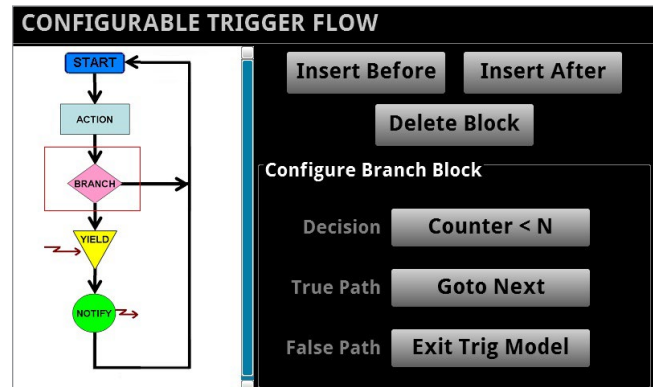 CONFIGURABLE TRIGGER FLOW
START
ACTION
BRANCH
YIELD
NOTIFY
Insert Before
Insert After
Delete Block
Configure Branch Block
Decision
Counter < N
True Path
Goto Next
False Path
Exit Trig Model